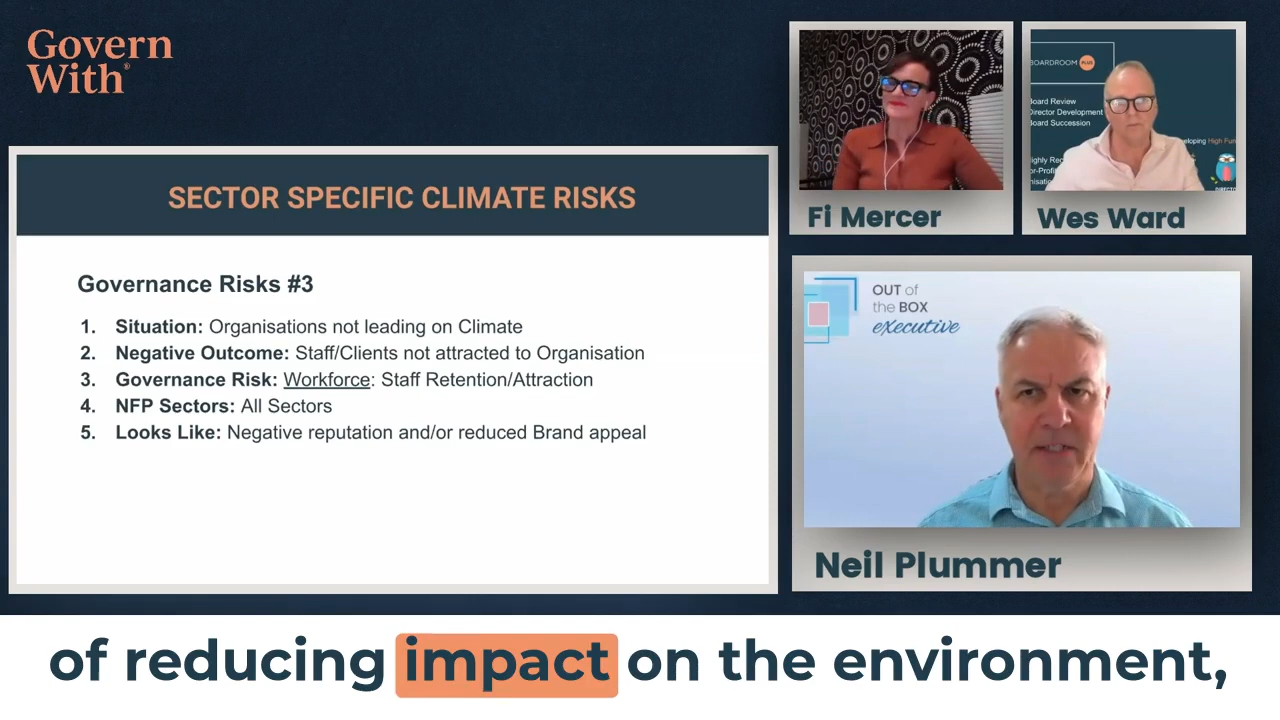 Govern
With®
SECTOR SPECIFIC CLIMATE RISKS
Governance Risks #3
1. Situation: Organisations not leading on Climate
2. Negative Outcome: Staff/Clients not attracted to Organisation
3. Governance Risk: Workforce: Staff Retention/Attraction
4. NFP Sectors: All Sectors
5. Looks Like: Negative reputation and/or reduced Brand appeal
Fi Mercer
BOARDROOM PLUS
Board Review
Director Development
Board Succession
High
Wes Ward
OUT of
the BOX
executive
Neil Plummer
of reducing impact on the environment,